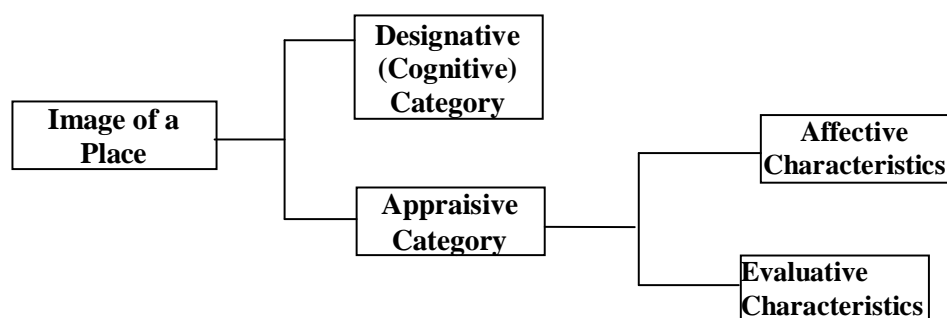 Image of a
Place
Designative
(Cognitive)
Category
Appraisive
Category
Affective
Characteristics
Evaluative
Characteristics